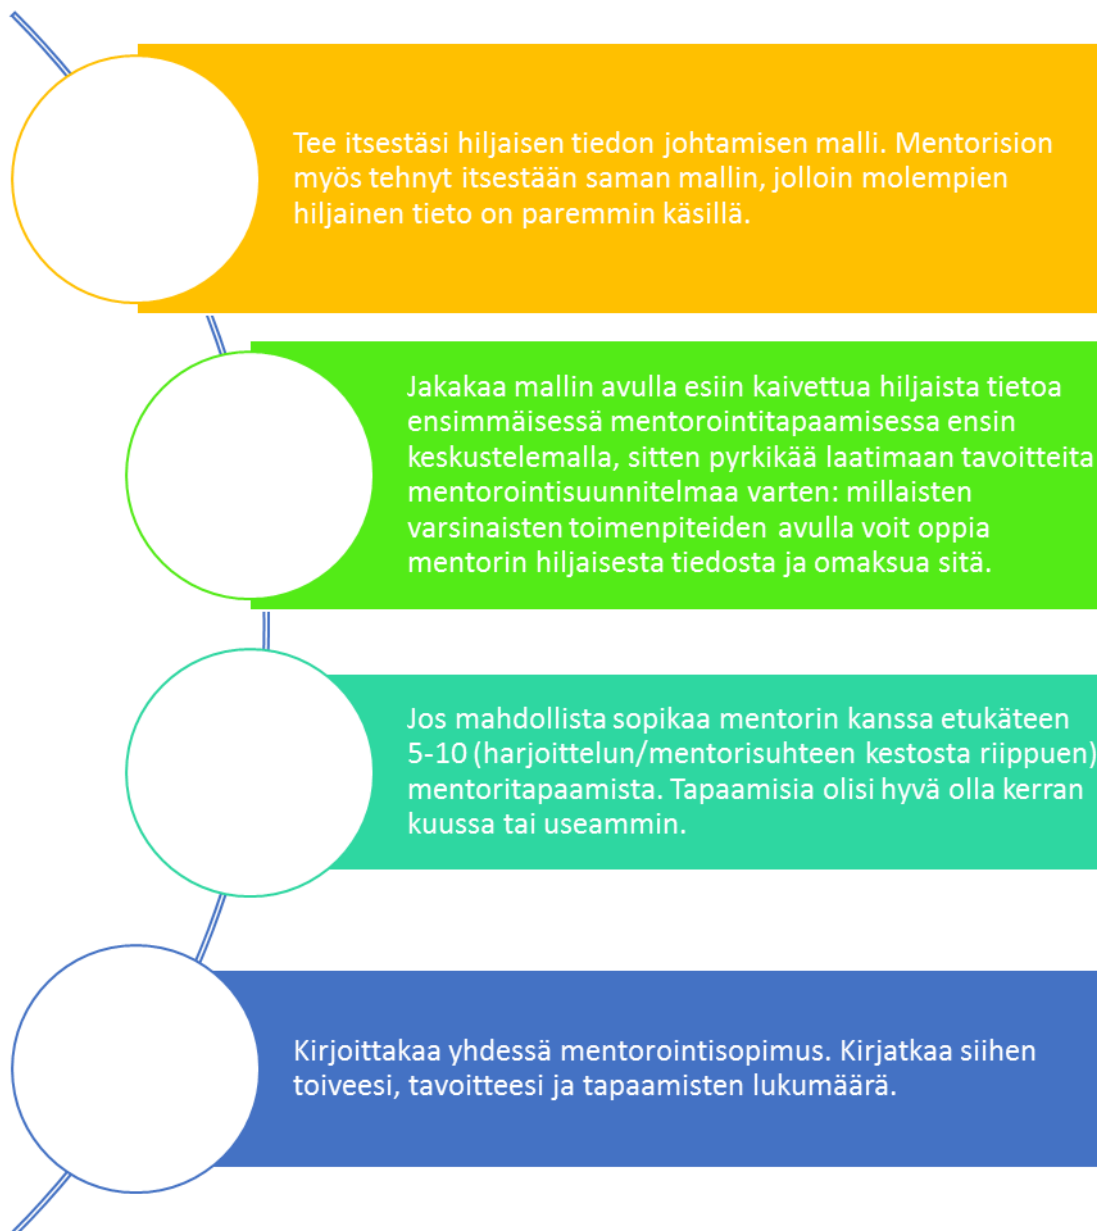 Tee itsestäsi hiljaisen tiedon johtamisen malli. Mentorision
myös tehnyt itsestään saman mallin, jolloin molempien
hiljainen tieto on paremmin käsillä.
Jakakaa mallin avulla esiin kaivettua hiljaista tietoa
ensimmäisessä mentorointitapaamisessa ensin
keskustelemalla, sitten pyrkikää laatimaan tavoitteita
mentorointisuunnitelmaa varten: millaisten
varsinaisten toimenpiteiden avulla voit oppia
mentorin hiljaisesta tiedosta ja omaksua sitä.
Jos mahdollista sopikaa mentorin kanssa etukäteen
5-10 (harjoittelun/mentorisuhteen kestosta riippuen)
mentoritapaamista. Tapaamisia olisi hyvä olla kerran
kuussa tai useammin.
Kirjoittakaa yhdessä mentorointisopimus. Kirjatkaa siihen
toiveesi, tavoitteesi ja tapaamisten lukumäärä.